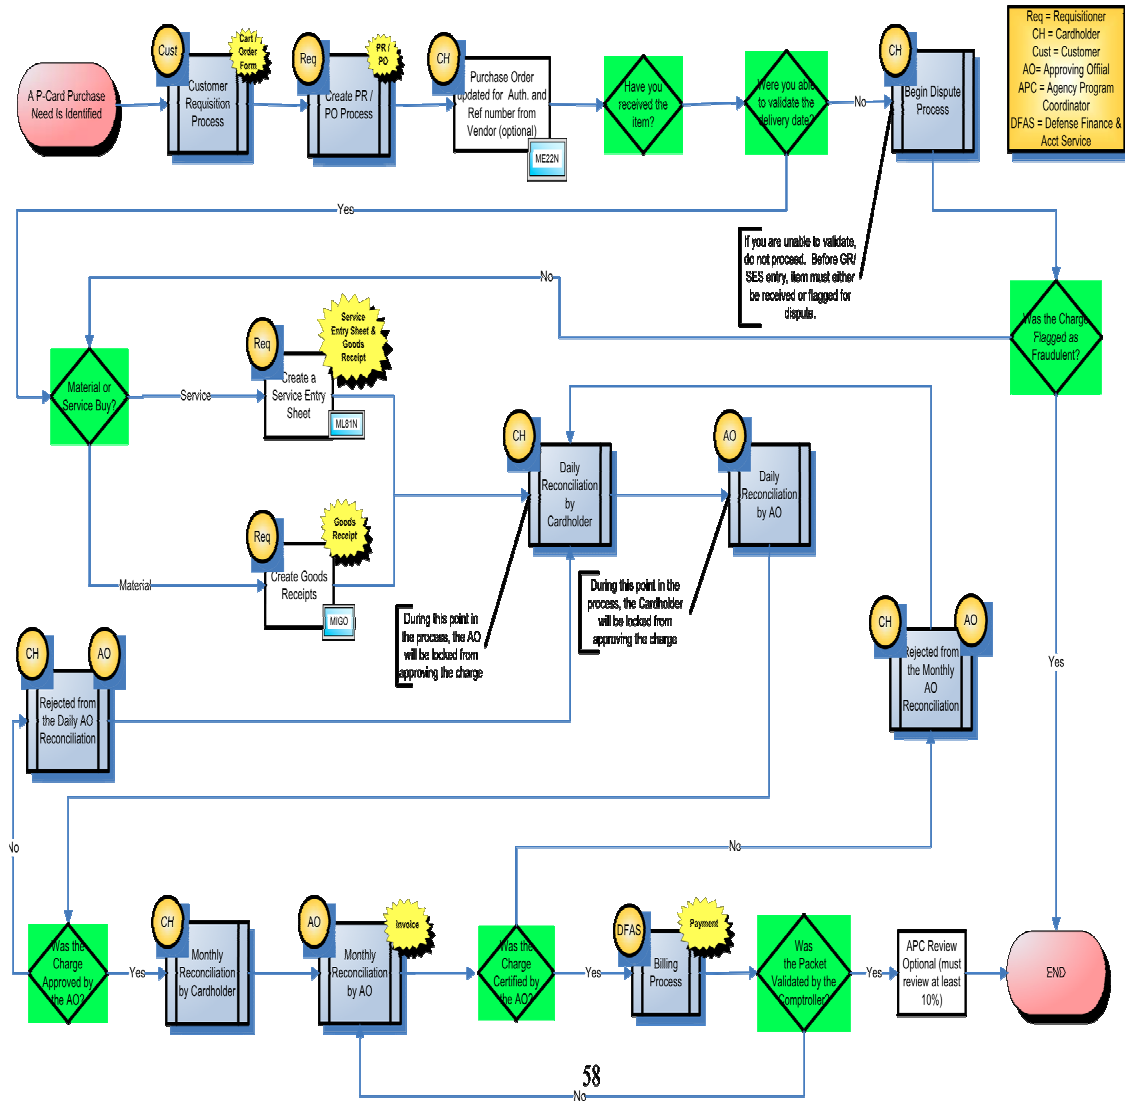 A P-Card Purchase
Need Is Identified
Cust
Cart /
Order
Form
Customer
Requisition
Process
Req
PR /
PO
Create PR /
PO Process
CH
Purchase Order
updated for Auth. and
Ref number from
Vendor (optional)
ME22N
Have you
received the
item?
Were you able
to validate the
delivery date?
No
CH
Begin Dispute
Process
Req = Requisitioner
CH = Cardholder
Cust = Customer
AO= Approving Offiial
APC = Agency Program
Coordinator
DFAS = Defense Finance &
Acct Service
Yes
If you are unable to validate,
do not proceed. Before GR/
SES entry, item must either
be received or flagged for
dispute.
No
Was the Charge
Flagged as
Fraudulent?
Material or
Service Buy?
Service
Req
Service
Entry Sheet &
Goods
Receipt
Create a
Service Entry
Sheet
ML81N
Material
Req
Goods
Receipt
Create Goods
Receipts
MIGO
CH
Daily
Reconciliation
by
Cardholder
AO
Daily
Reconciliation
by AO
During this point in
the process, the AO
will be locked from
approving the charge
During this point in the
process, the Cardholder
will be locked from
approving the charge
CH
AO
Rejected from
the Daily AO
Reconciliation
CH
AO
Rejected from
the Monthly
AO
Reconciliation
Yes
No
No
Was the
Charge
Approved by
the AO?
Yes
CH
Monthly
Reconciliation
by Cardholder
AO
Invoice
Monthly
Reconciliation
by AO
Was the
Charge
Certified by
the AO?
Yes
DFAS
Payment
Billing
Process
Was
the Packet
Validated by the
Comptroller?
Yes
APC Review
Optional (must
review at least
10%)
END
58
No